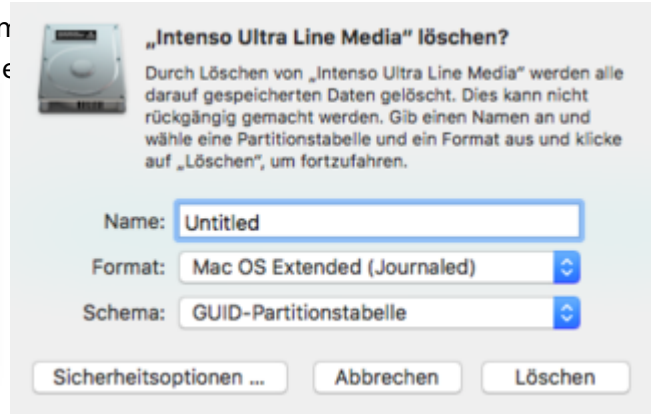 „Intenso Ultra Line Media“ löschen?
Durch Löschen von „Intenso Ultra Line Media“ werden alle
darauf gespeicherten Daten gelöscht. Dies kann nicht
rückgängig gemacht werden. Gib einen Namen an und
wähle eine Partitionstabelle und ein Format aus und klicke
auf „Löschen“, um fortzufahren.
Name: Untitled
Format: Mac OS Extended (Journaled)
Schema: GUID-Partitionstabelle
Sicherheitsoptionen ... Abbrechen Löschen